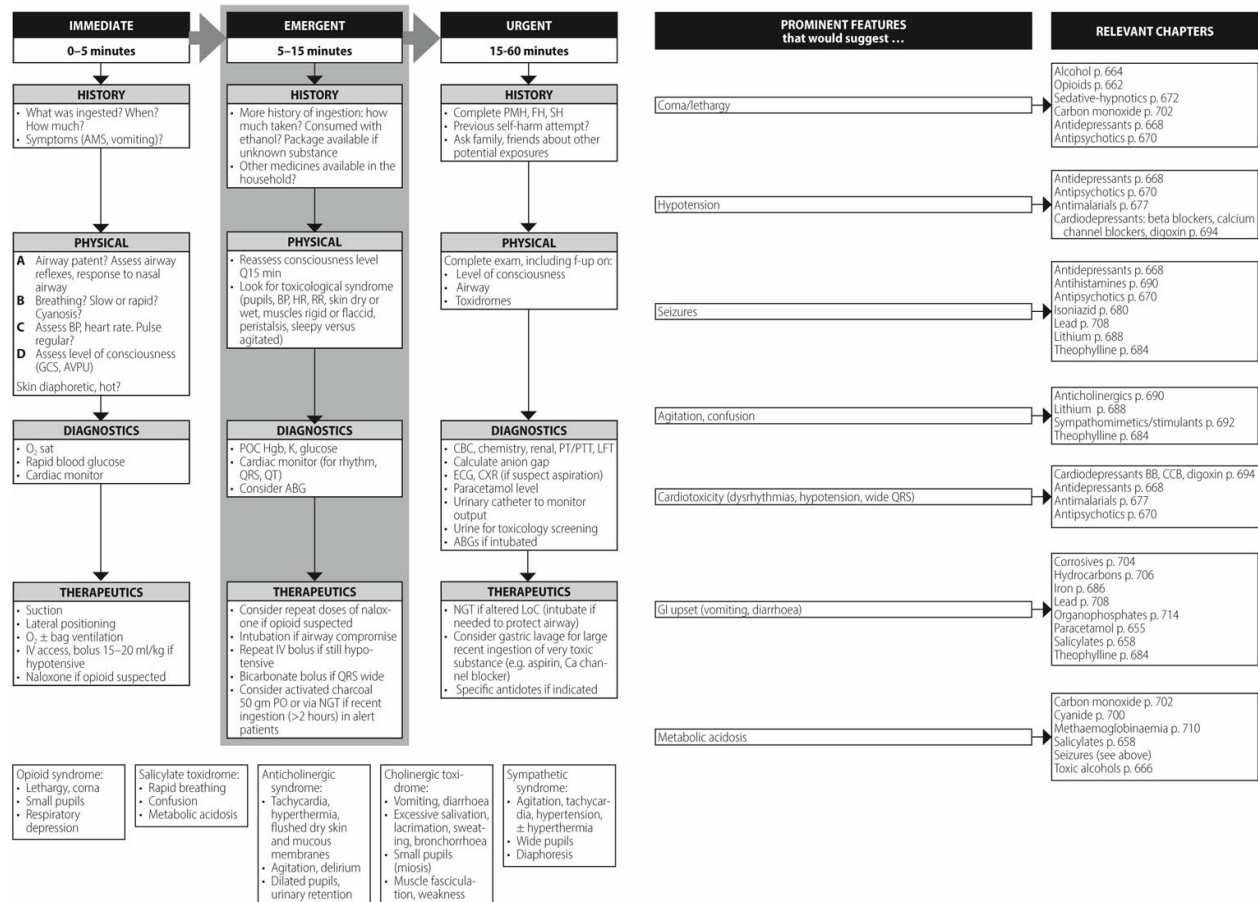 IMMEDIATE
0–5 minutes
HISTORY
• What was ingested? When?
How much?
• Symptoms (AMS, vomiting)?
PHYSICAL
A Airway patent? Assess airway
reflexes, response to nasal
airway
B Breathing? Slow or rapid?
Cyanosis?
C Assess BP, heart rate. Pulse
regular?
D Assess level of consciousness
(GCS, AVPU)
Skin diaphoretic, hot?
DIAGNOSTICS
• O₂ sat
• Rapid blood glucose
• Cardiac monitor
THERAPEUTICS
• Suction
• Lateral positioning
• O₂ ± bag ventilation
• IV access, bolus 15–20 ml/kg if
hypotensive
• Naloxone if opioid suspected
EMERGENT
5–15 minutes
HISTORY
• More history of ingestion: how
much taken? Consumed with
ethanol? Package available if
unknown substance
• Other medicines available in the
household?
PHYSICAL
• Reassess consciousness level
Q15 min
• Look for toxicological syndrome
(pupils, BP, HR, RR, skin dry or
wet, muscles rigid or flaccid,
peristalsis, sleepy versus
agitated)
DIAGNOSTICS
• POC Hgb, K, glucose
• Cardiac monitor (for rhythm,
QRS, QT)
• Consider ABG
THERAPEUTICS
• Consider repeat doses of nalox-
one if opioid suspected
• Intubation if airway compromise
• Repeat IV bolus if still hypo-
tensive
• Bicarbonate bolus if QRS wide
• Consider activated charcoal
50 gm PO or via NGT if recent
ingestion (>2 hours) in alert
patients
URGENT
15-60 minutes
HISTORY
• Complete PMH, FH, SH
• Previous self-harm attempt?
• Ask family, friends about other
potential exposures
PHYSICAL
Complete exam, including f-up on:
• Level of consciousness
• Airway
• Toxidromes
DIAGNOSTICS
• CBC, chemistry, renal, PT/PTT, LFT
• Calculate anion gap
• ECG, CXR (if suspect aspiration)
• Paracetamol level
• Urinary catheter to monitor
output
• Urine for toxicology screening
• ABGs if intubated
THERAPEUTICS
• NGT if altered LoC (intubate if
needed to protect airway)
• Consider gastric lavage for large
recent ingestion of very toxic
substance (e.g. aspirin, Ca chan-
nel blocker)
• Specific antidotes if indicated
Opioid syndrome:
• Lethargy, coma
• Small pupils
• Respiratory
depression
Salicylate toxidrome:
• Rapid breathing
• Confusion
• Metabolic acidosis
Anticholinergic
syndrome:
• Tachycardia,
hyperthermia,
flushed dry skin
and mucous
membranes
• Agitation, delirium
• Dilated pupils,
urinary retention
Cholinergic toxi-
drome:
• Vomiting, diarrhoea
• Excessive salivation,
lacrimation, sweat-
ing, bronchorrhoea
• Small pupils
(miosis)
• Muscle fascicula-
tion, weakness
Sympathetic
syndrome:
• Agitation, tachycar-
dia, hypertension,
± hyperthermia
• Wide pupils
• Diaphoresis
PROMINENT FEATURES
that would suggest ...
RELEVANT CHAPTERS
Coma/lethargy
Alcohol p. 664
Opioids p. 662
Sedative-hypnotics p. 672
Carbon monoxide p. 702
Antidepressants p. 668
Antipsychotics p. 670
Hypotension
Antidepressants p. 668
Antipsychotics p. 670
Antimalarials p. 677
Cardiodepressants: beta blockers, calcium
channel blockers, digoxin p. 694
Seizures
Antidepressants p. 668
Antihistamines p. 690
Antipsychotics p. 670
Isoniazid p. 680
Lead p. 708
Lithium p. 688
Theophylline p. 684
Agitation, confusion
Anticholinergics p. 690
Lithium p. 688
Sympathomimetics/stimulants p. 692
Theophylline p. 684
Cardiotoxicity (dysrhythmias, hypotension, wide QRS)
Cardiodepressants BB, CCB, digoxin p. 694
Antidepressants p. 668
Antimalarials p. 677
Antipsychotics p. 670
GI upset (vomiting, diarrhoea)
Corrosives p. 704
Hydrocarbons p. 706
Iron p. 686
Lead p. 708
Organophosphates p. 714
Paracetamol p. 655
Salicylates p. 658
Theophylline p. 684
Metabolic acidosis
Carbon monoxide p. 702
Cyanide p. 700
Methaemoglobinaemia p. 710
Salicylates p. 658
Seizures (see above)
Toxic alcohols p. 666